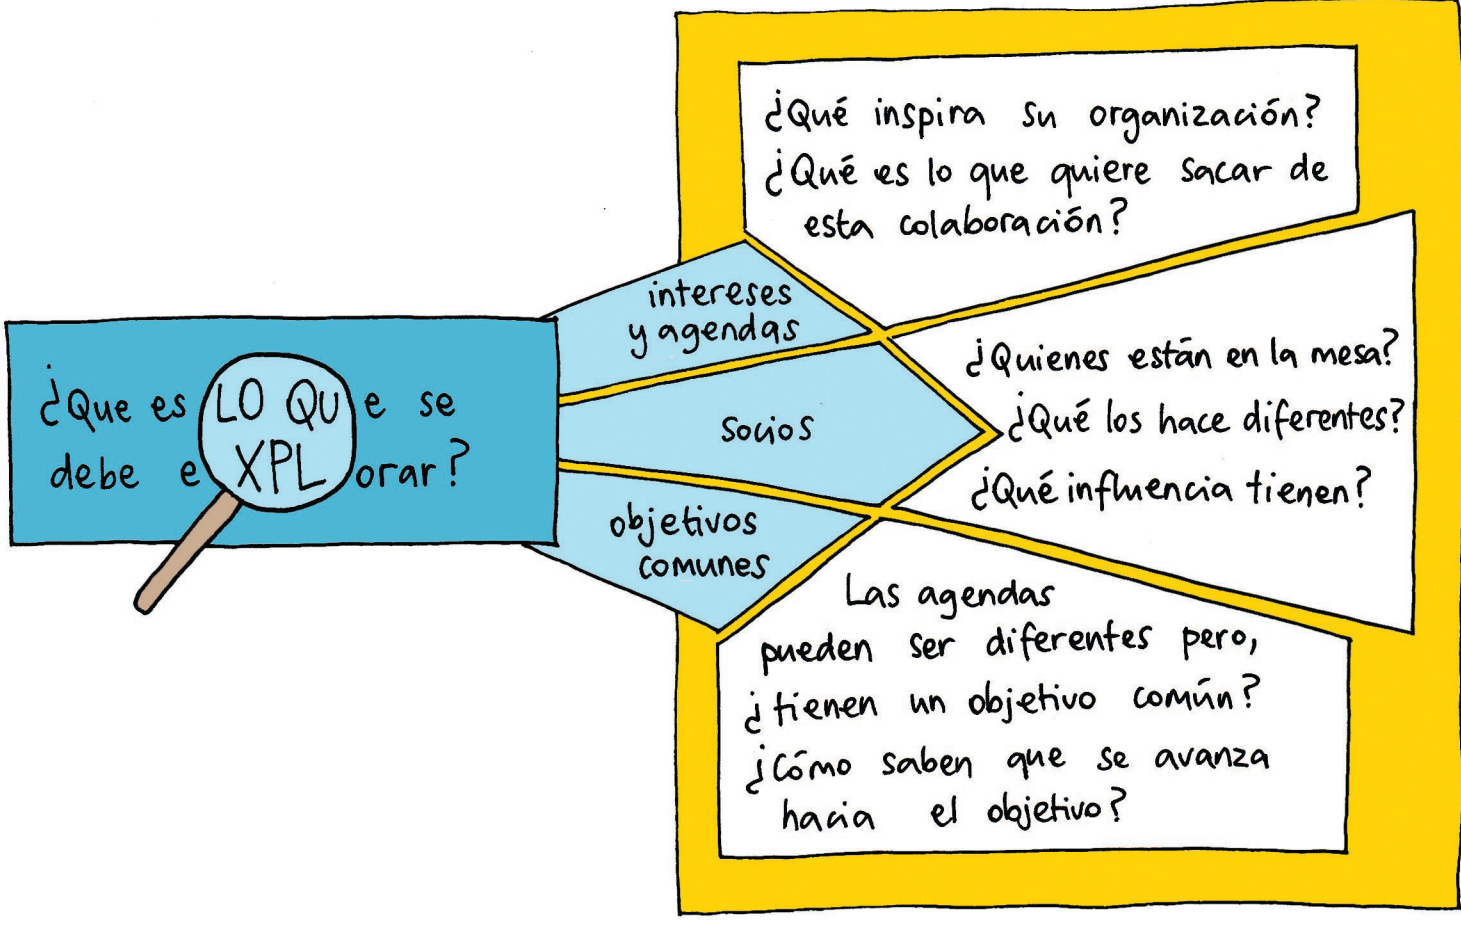 ¿Que es LO QUe se
debe eXPLorar?
intereses
y agendas
socios
objetivos
comunes
¿Qué inspira su organización?
¿Qué es lo que quiere sacar de
esta colaboración?
¿Quienes están en la mesa?
¿Qué los hace diferentes?
¿Qué influencia tienen?
Las agendas
pueden ser diferentes pero,
¿tienen un objetivo común?
¿Cómo saben que se avanza
hacia el objetivo?